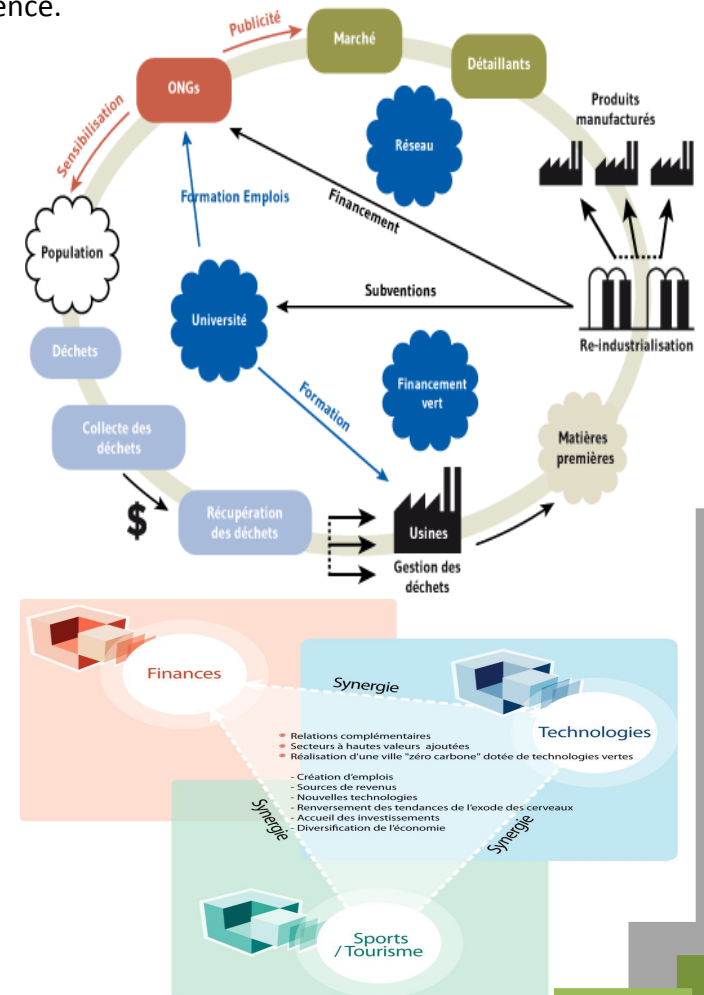 ence.
Publicité
Marché
Détaillants
ONGs
Sensibilisation
Produits
manufacturés
Réseau
Formation Emplois
Financement
Population
Subventions
Université
Re-industrialisation
Déchets
Financement
vert
Formation
Collecte des
déchets
Matières
premières
$
Récupération
des déchets
Usines
Gestion des
déchets
Finances
Synergie
Technologies
Relations complémentaires
Secteurs à hautes valeurs ajoutées
Réalisation d'une ville "zéro carbone" dotée de technologies vertes
- Création d'emplois
- Sources de revenus
- Nouvelles technologies
- Renversement des tendances de l'exode des cerveaux
- Accueil des investissements
- Diversification de l'économie
Synergie
Synergie
Sports
/ Tourisme